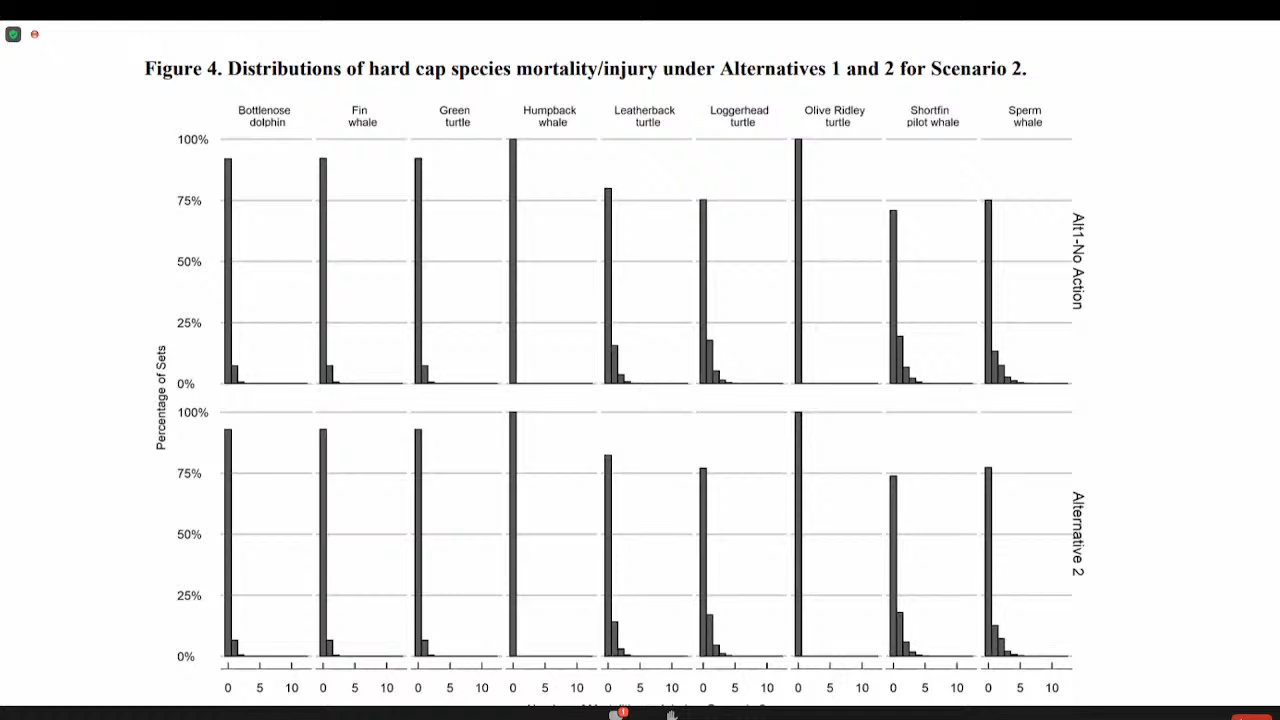 Figure 4. Distributions of hard cap species mortality/injury under Alternatives 1 and 2 for Scenario 2.
Bottlenose dolphin
Fin whale
Green turtle
Humpback whale
Leatherback turtle
Loggerhead turtle
Olive Ridley turtle
Shortfin pilot whale
Sperm whale
100%
75%
50%
25%
0%
Alt1-No Action
Percentage of Sets
100%
75%
50%
25%
0%
Alternative 2
0 5 10 0 5 10 0 5 10 0 5 10 0 5 10 0 5 10 0 5 10 0 5 10 0 5 10